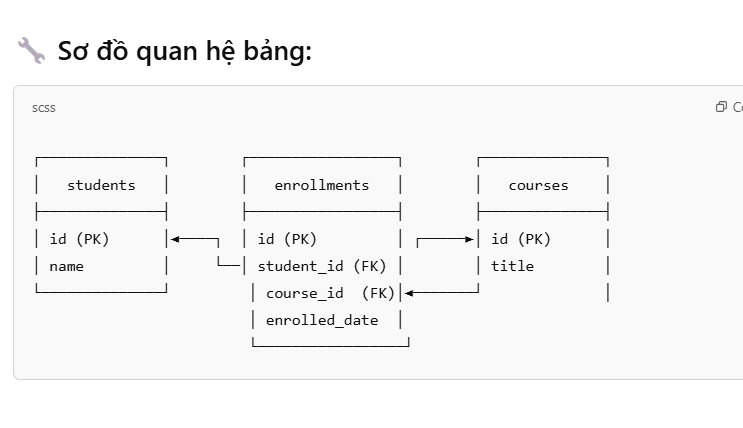 Sơ đồ quan hệ bảng:
scss
students enrollments courses
id (PK) id (PK) id (PK)
name student_id (FK) title
course_id (FK)
enrolled_date